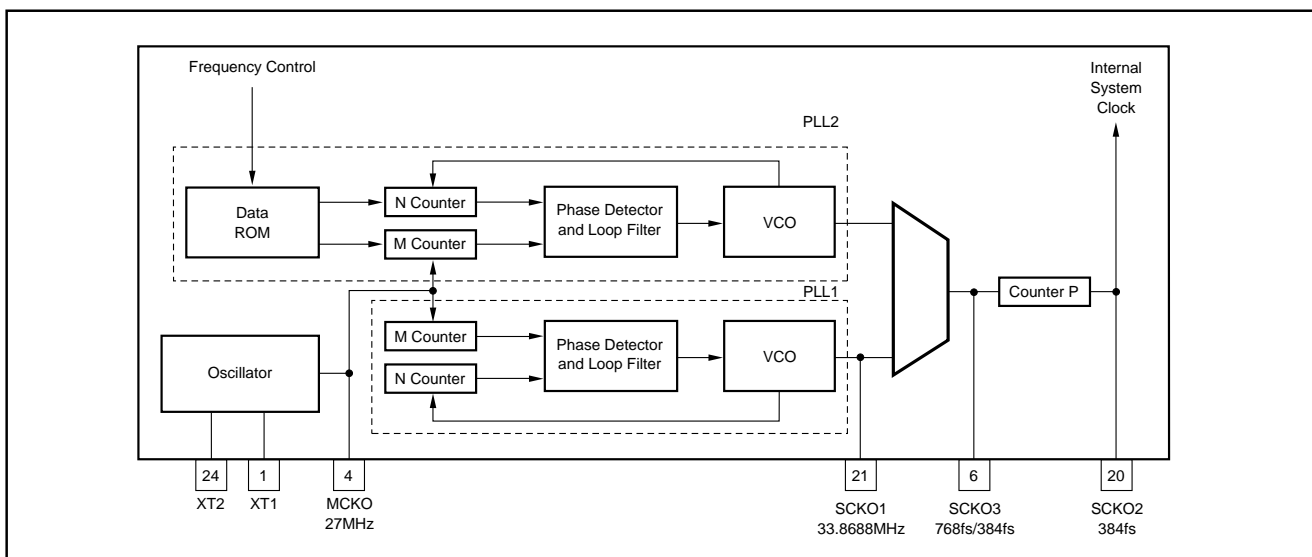 Frequency Control
Internal
System
Clock
PLL2
Data
ROM
N Counter
M Counter
Phase Detector
and Loop Filter
VCO
PLL1
M Counter
N Counter
Phase Detector
and Loop Filter
VCO
Counter P
Oscillator
24
XT2
1
XT1
4
MCKO
27MHz
21
SCKO1
33.8688MHz
6
SCKO3
768fs/384fs
20
SCKO2
384fs